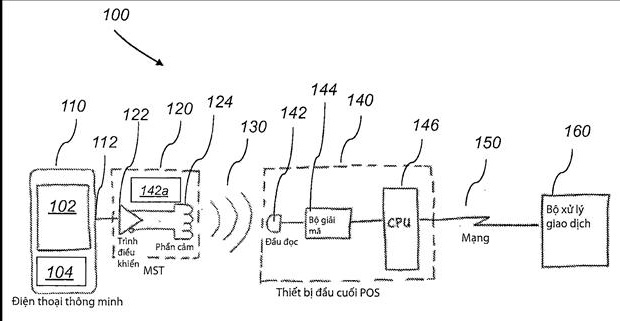 100
110
122
120
124
112
130
142
144
140
146
150
160
102
104
142a
Trình
điều
khiển
Phần cảm
MST
Điện thoại thông minh
Đầu đọc
Bộ giải
mã
CPU
Thiết bị đầu cuối POS
Mạng
Bộ xử lý
giao dịch